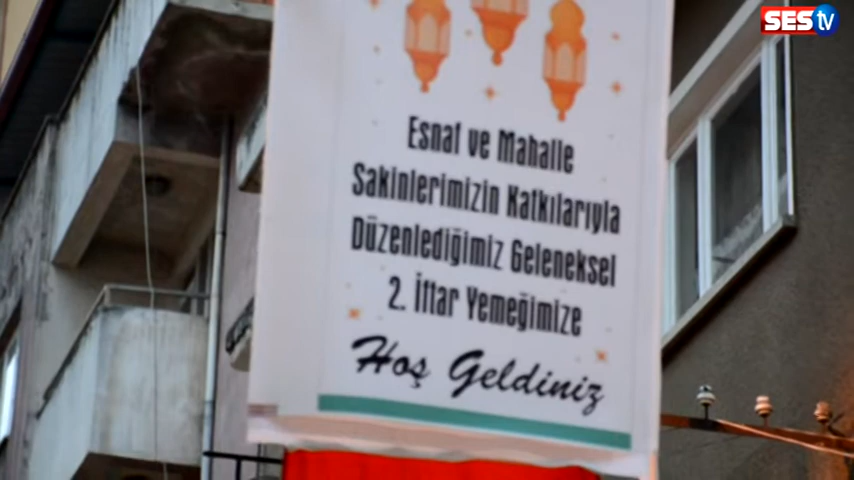 SES tv
Esnaf ve Mahalle
Sakinlerimizin Katkılarıyla
Düzenlediğimiz Geleneksel
2. İftar Yemeğimize
Hoş Geldiniz